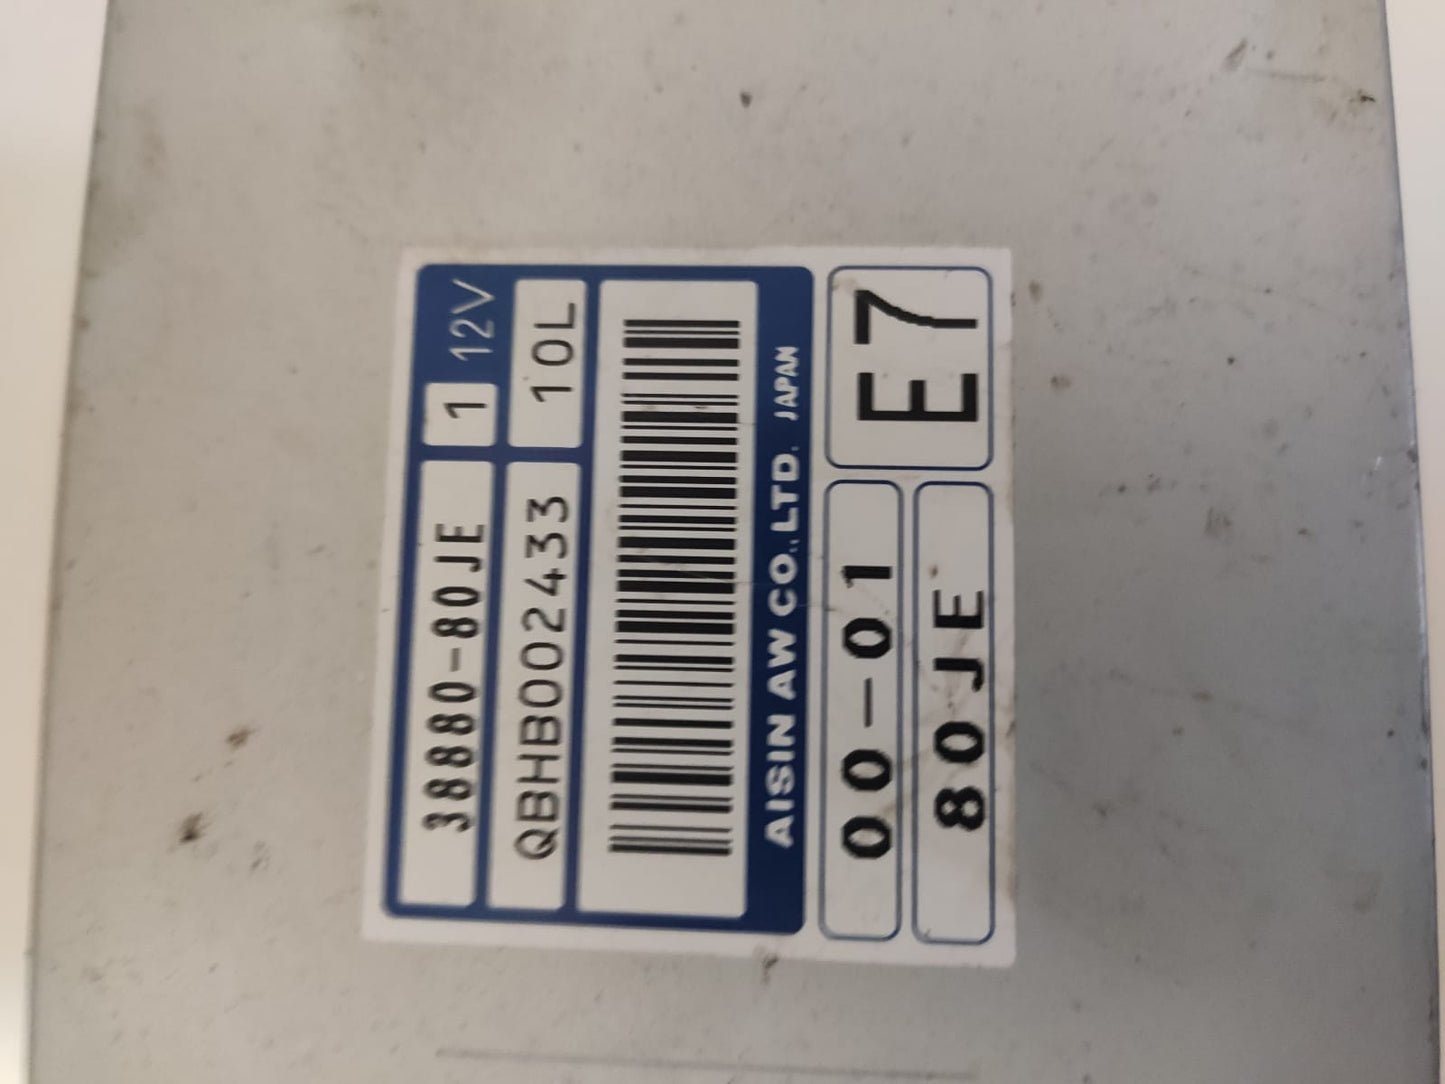 38880-80JE 1 12V
QBHB002433 10L
AISIN AW CO.,LTD. JAPAN
00-01 E7
80JE